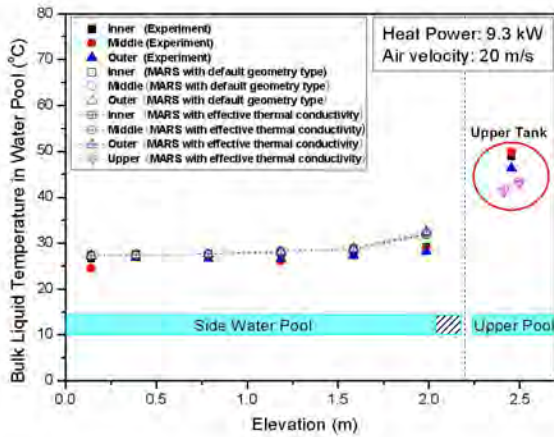 Bulk Liquid Temperature in Water Pool (°C)
80
70
60
50
40
30
20
10
0
Inner (Experiment)
Middle (Experiment)
Outer (Experiment)
Inner (MARS with default geometry type)
Middle (MARS with default geometry type)
Outer (MARS with default geometry type)
Inner (MARS with effective thermal conductivity)
Middle (MARS with effective thermal conductivity)
Outer (MARS with effective thermal conductivity)
Upper (MARS with effective thermal conductivity)
Heat Power: 9.3 kW
Air velocity: 20 m/s
Upper Tank
Side Water Pool
Upper Pool
0.0 0.5 1.0 1.5 2.0 2.5
Elevation (m)